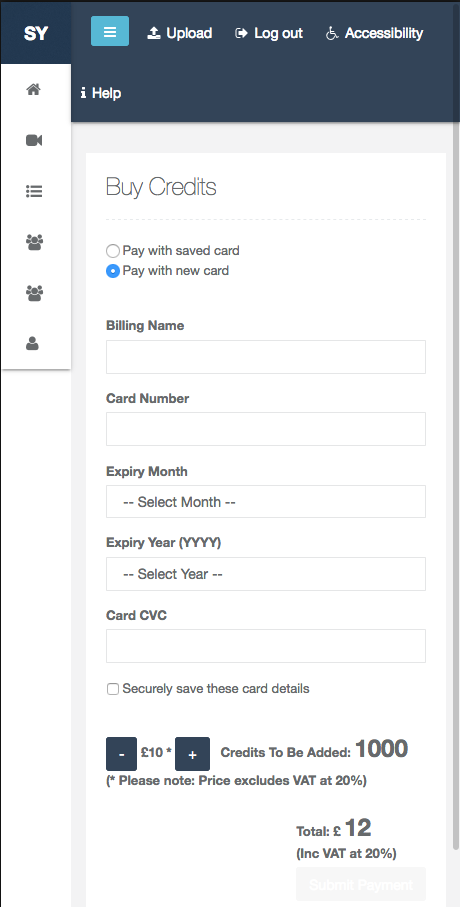 SY
Upload
Log out
Accessibility
Help
Buy Credits
Pay with saved card
Pay with new card
Billing Name
Card Number
Expiry Month
-- Select Month --
Expiry Year (YYYY)
-- Select Year --
Card CVC
Securely save these card details
- £10 * + Credits To Be Added: 1000
(* Please note: Price excludes VAT at 20%)
Total: £ 12
(Inc VAT at 20%)
Submit Payment